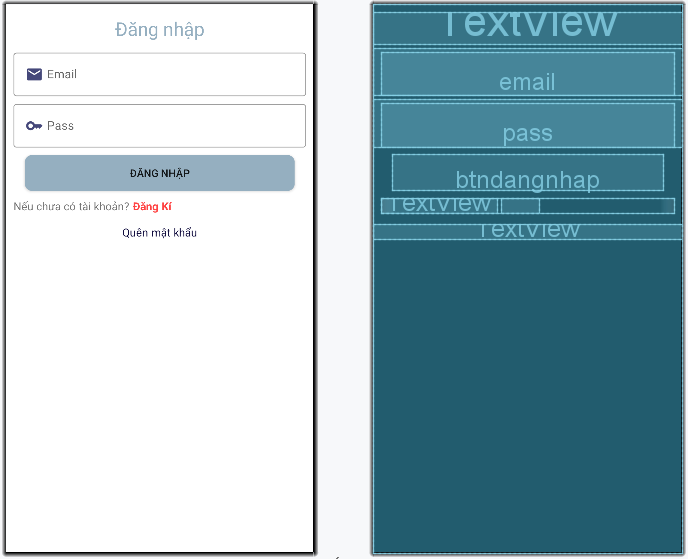 Đăng nhập
Email
Pass
ĐĂNG NHẬP
Nếu chưa có tài khoản? Đăng Kí
Quên mật khẩu
TextView
email
pass
btndangnhap
TextView
TextView